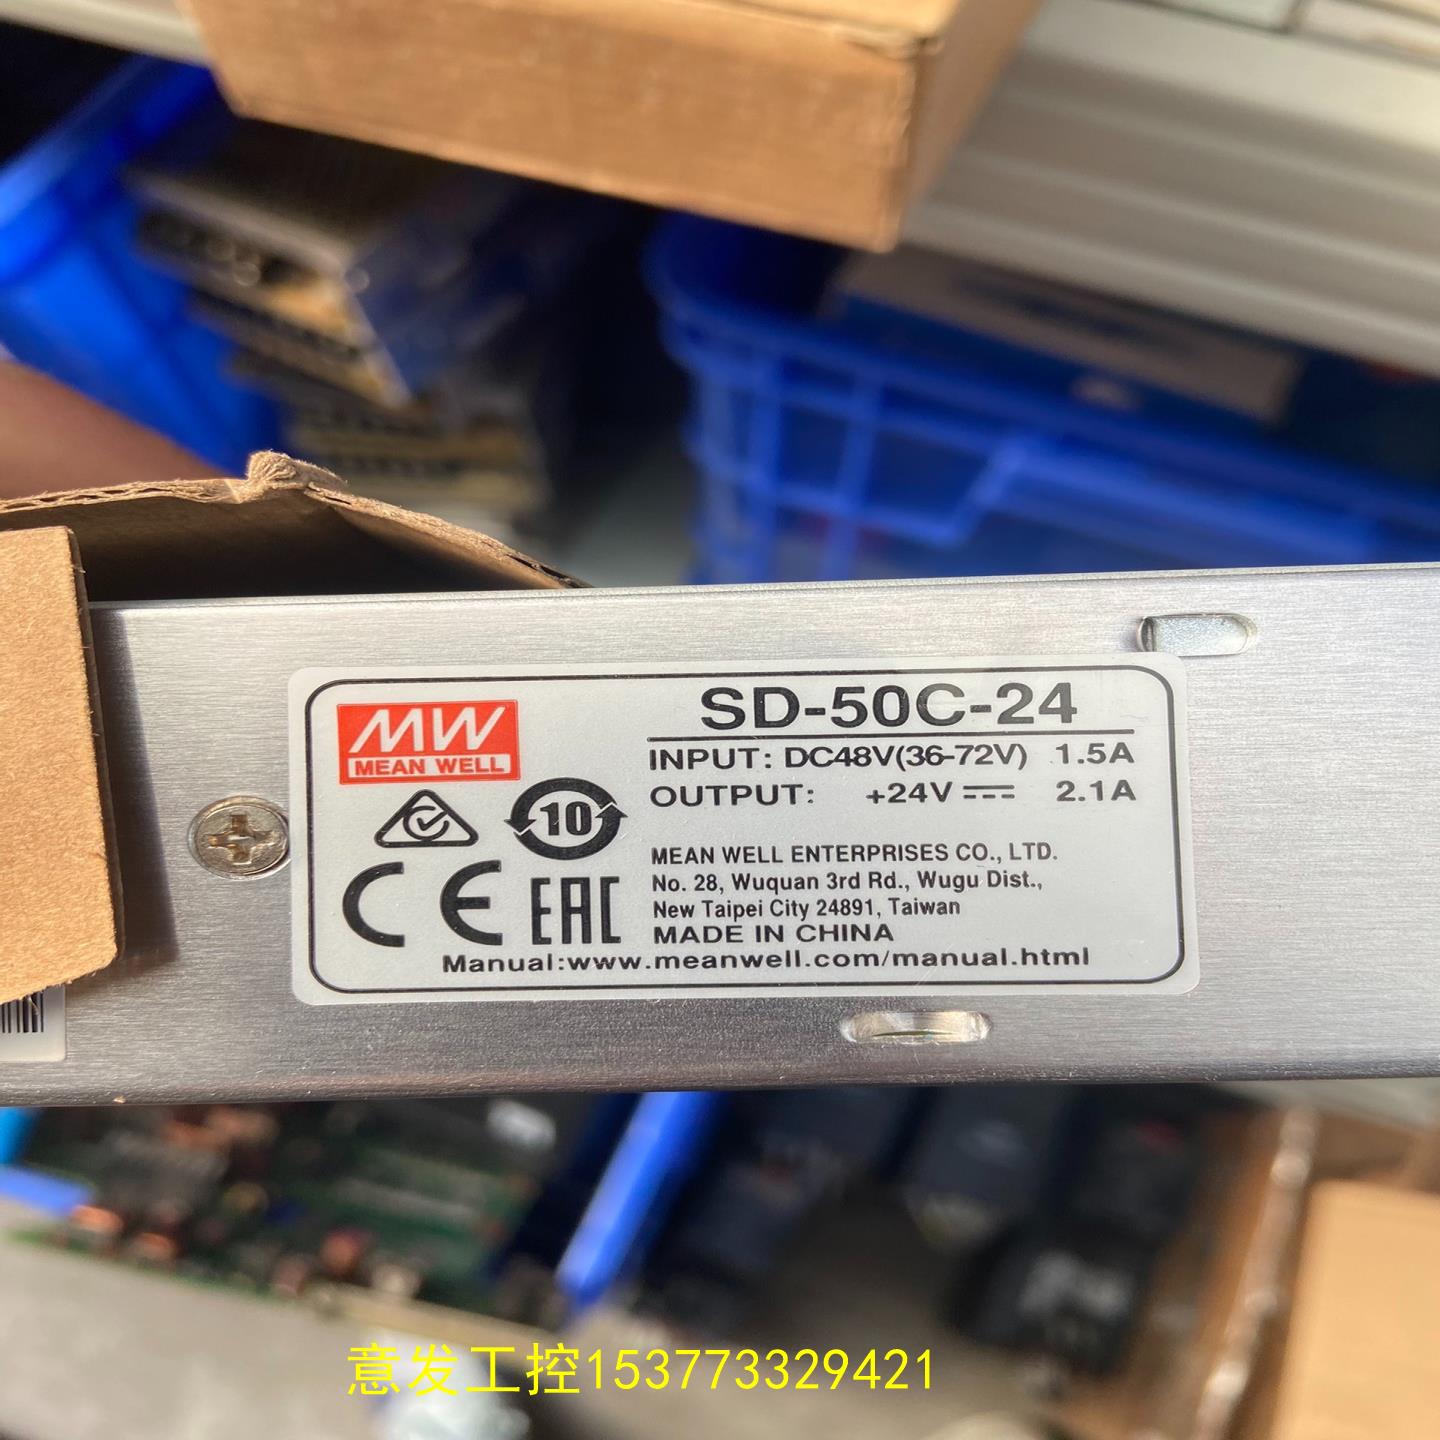 MW
MEAN WELL
10
CE
EAC
SD-50C-24
INPUT: DC48V(36-72V) 1.5A
OUTPUT: +24V 2.1A
MEAN WELL ENTERPRISES CO., LTD.
No. 28, Wuquan 3rd Rd., Wugu Dist.,
New Taipei City 24891, Taiwan
MADE IN CHINA
Manual:www.meanwell.com/manual.html
意发工控153773329421